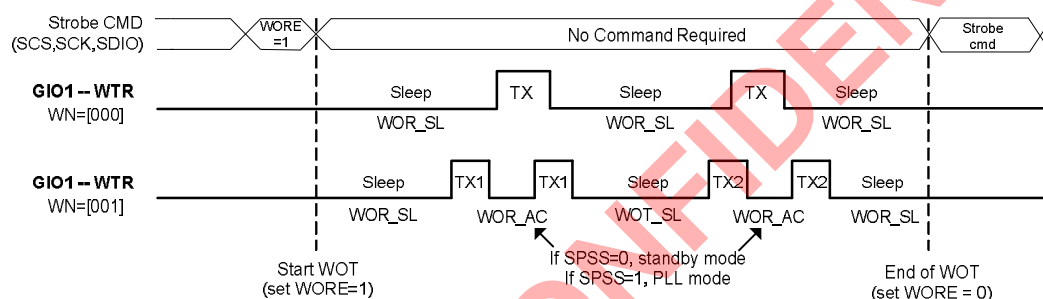 Strobe CMD
(SCS,SCK,SDIO)
WORE
=1
No Command Required
Strobe
cmd
GIO1 -- WTR
WN=[000]
Sleep
TX
Sleep
TX
Sleep
WOR_SL
WOR_SL
WOR_SL
GIO1 -- WTR
WN=[001]
Sleep
TX1
TX1
Sleep
TX2
TX2
Sleep
WOR_SL
WOR_AC
WOT_SL
WOR_AC
WOR_SL
If SPSS=0, standby mode
If SPSS=1, PLL mode
Start WOT
(set WORE=1)
End of WOT
(set WORE = 0)
ONFIDEN